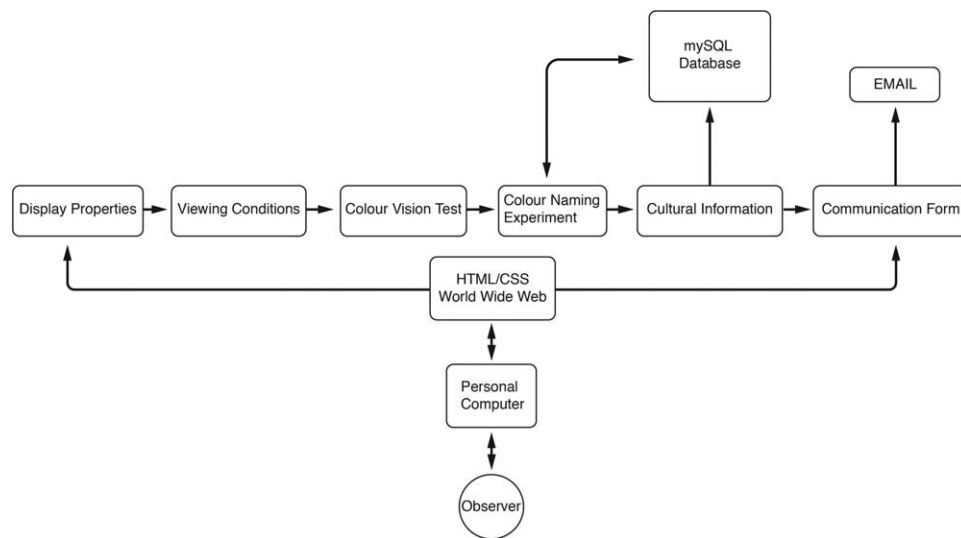 mySQL
Database
EMAIL
Display Properties
Viewing Conditions
Colour Vision Test
Colour Naming
Experiment
Cultural Information
Communication Form
HTML/CSS
World Wide Web
Personal
Computer
Observer